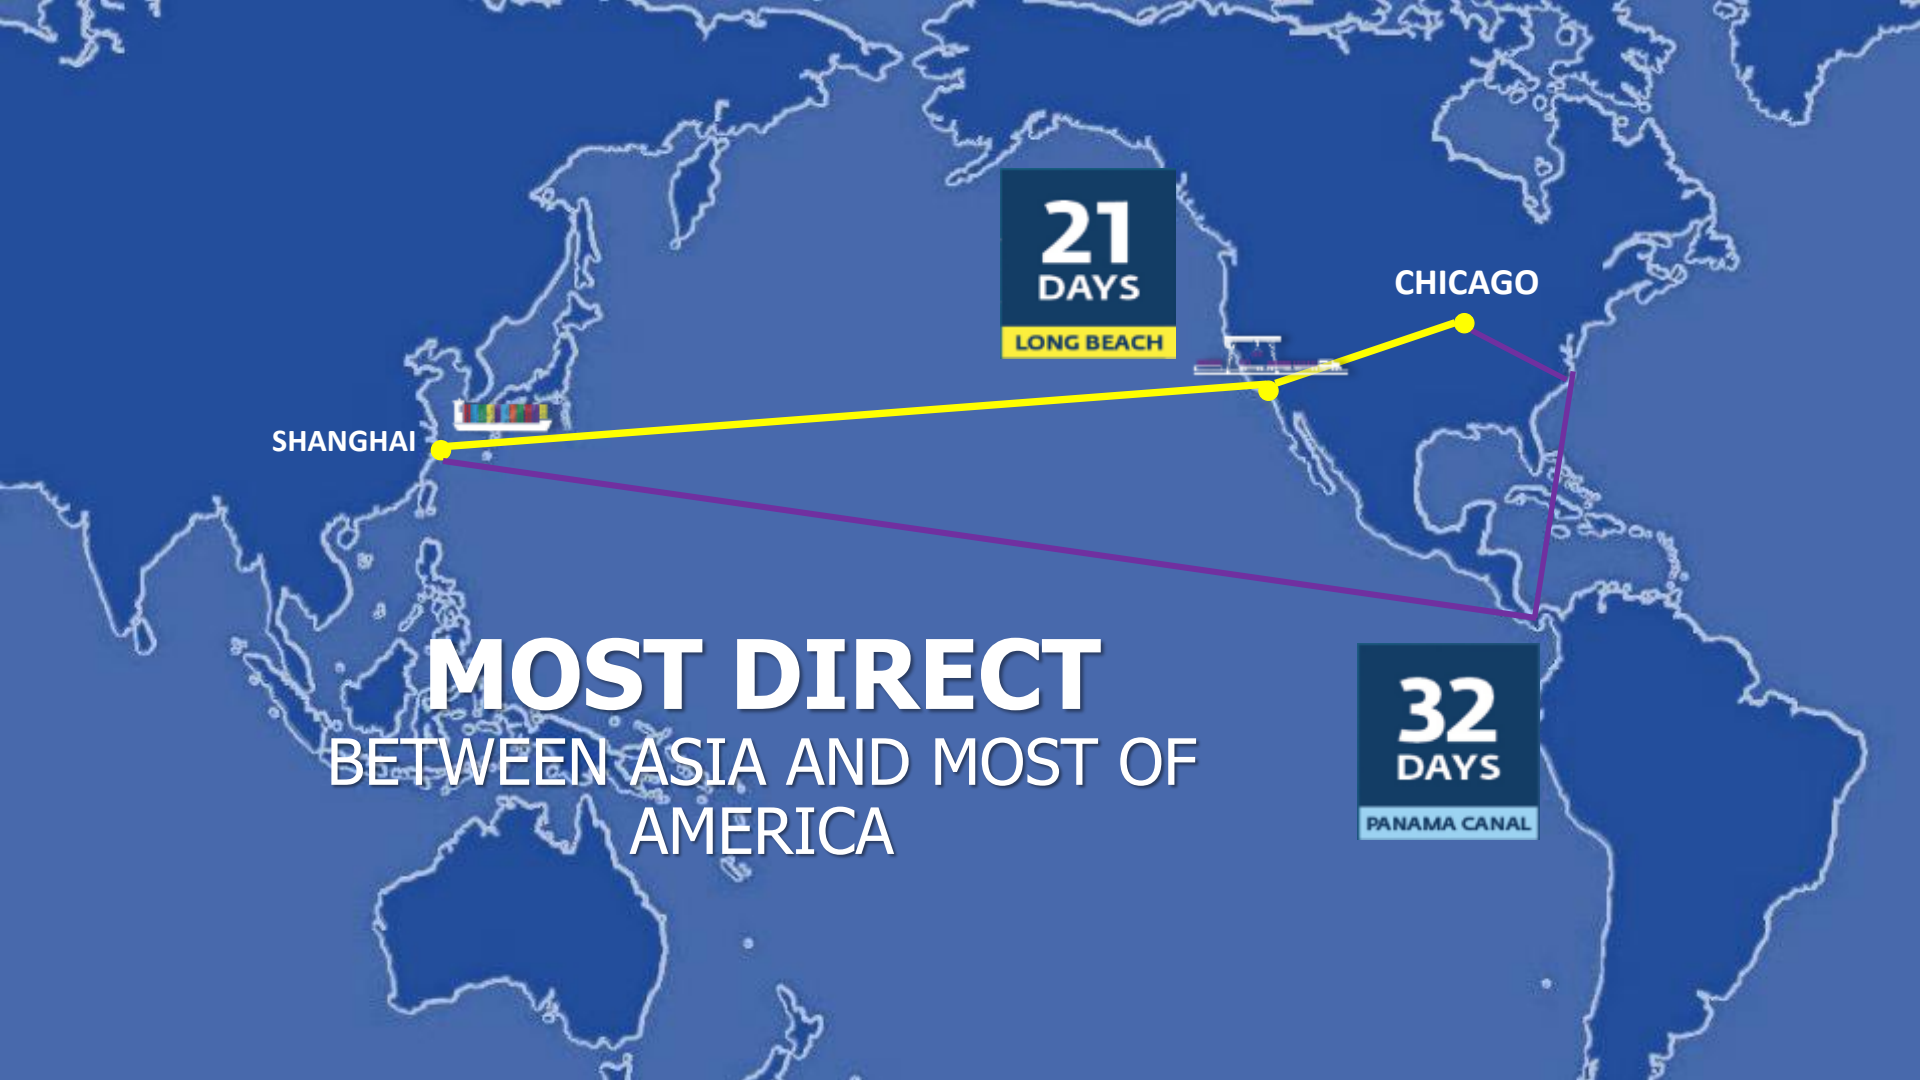 21
DAYS
LONG BEACH
CHICAGO
SHANGHAI
MOST DIRECT
BETWEEN ASIA AND MOST OF
AMERICA
32
DAYS
PANAMA CANAL